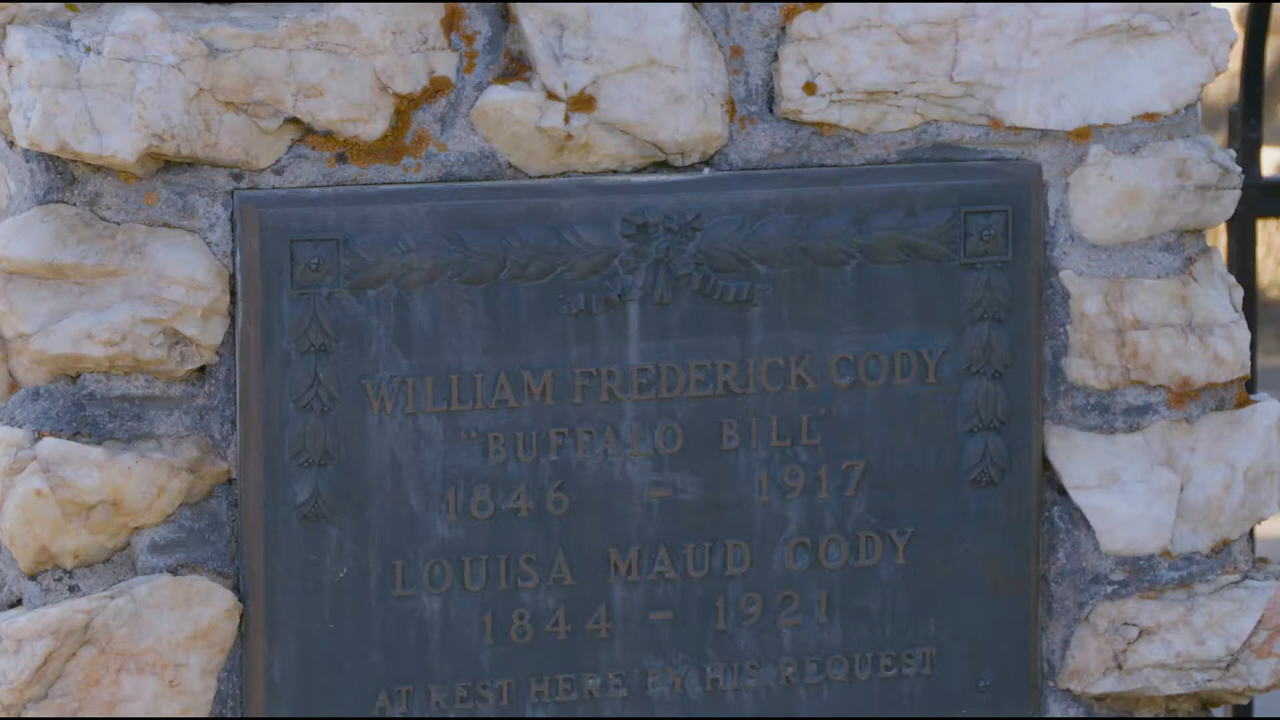 WILLIAM FREDERICK CODY
"BUFFALO BILL"
1846 - 1917
LOUISA MAUD CODY
1844 - 1921
AT REST HERE BY HIS REQUEST